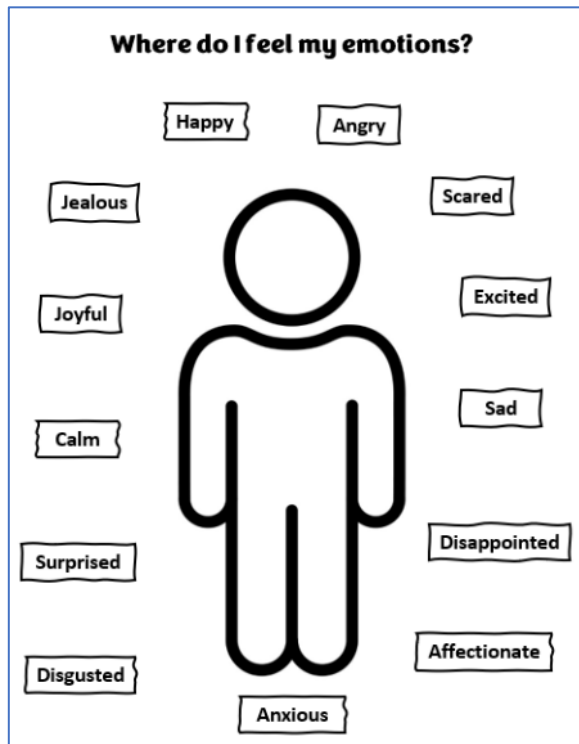 Where do I feel my emotions?
Happy
Angry
Jealous
Scared
Joyful
Excited
Calm
Sad
Surprised
Disappointed
Disgusted
Affectionate
Anxious